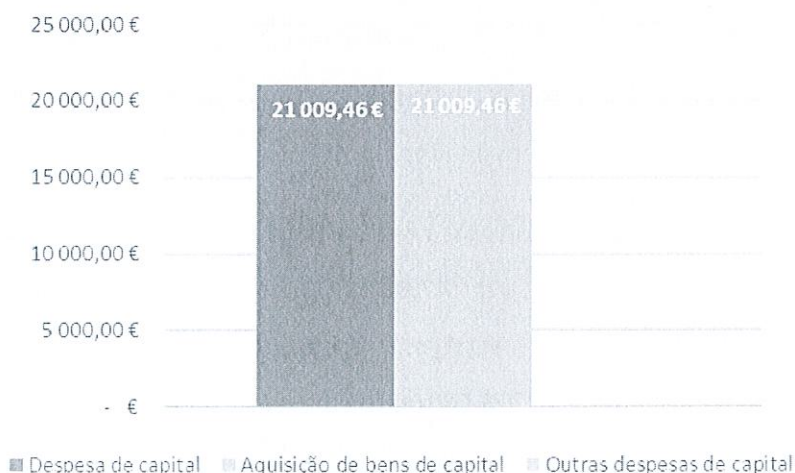 25 000,00 €
20 000,00 €
21 009,46 € 21 009,46 €
15 000,00 €
10 000,00 €
5 000,00 €
- €
Despesa de capital Aquisição de bens de capital Outras despesas de capital